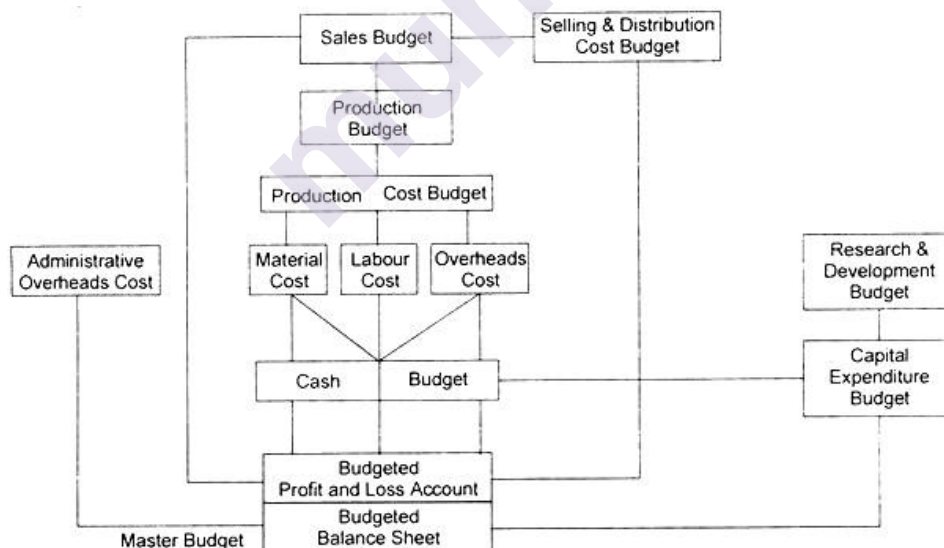 Sales Budget
Selling & Distribution
Cost Budget
Production
Budget
Production Cost Budget
Administrative
Overheads Cost
Material
Cost
Labour
Cost
Overheads
Cost
Research &
Development
Budget
Cash Budget
Capital
Expenditure
Budget
Budgeted
Profit and Loss Account
Budgeted
Balance Sheet
Master Budget